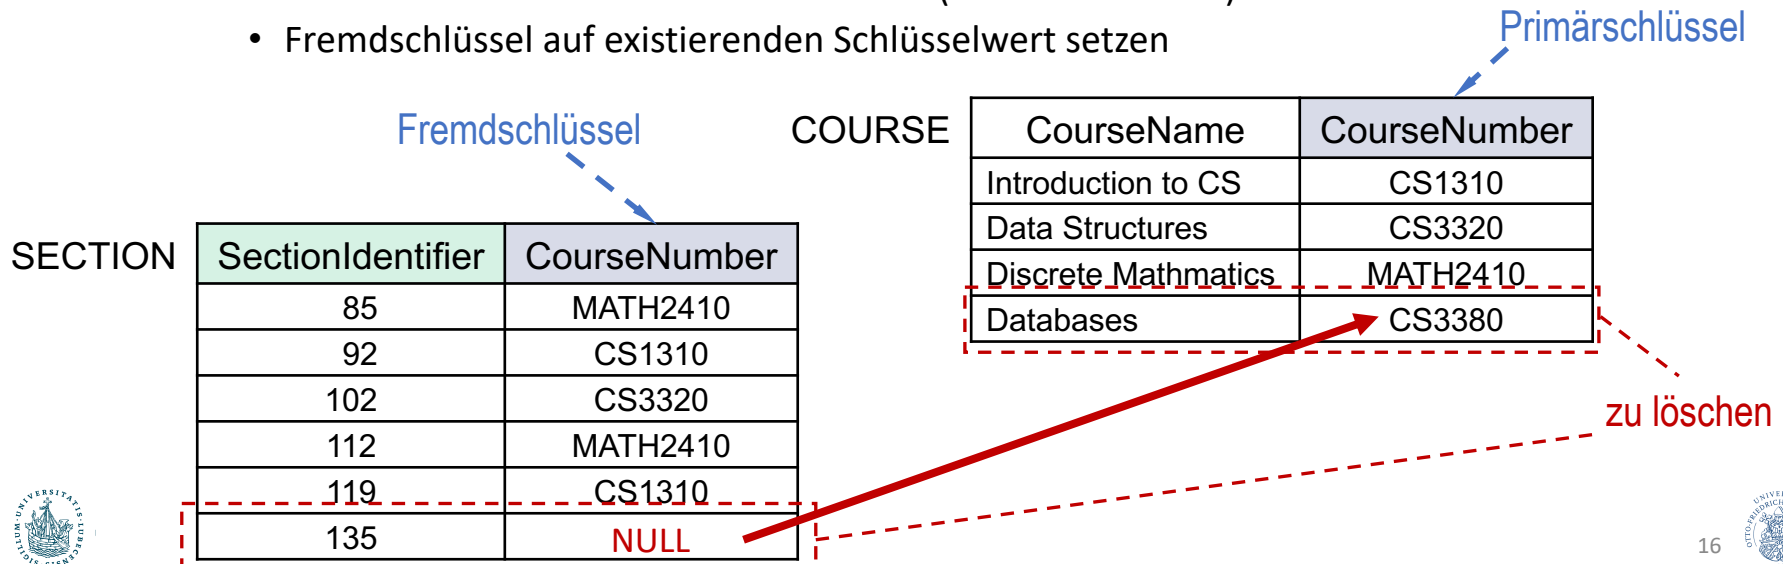 • Fremdschlüssel auf existierenden Schlüsselwert setzen
Primärschlüssel
Fremdschlüssel
COURSE
CourseName CourseNumber
Introduction to CS CS1310
Data Structures CS3320
Discrete Mathmatics MATH2410
Databases CS3380
SECTION
SectionIdentifier CourseNumber
85 MATH2410
92 CS1310
102 CS3320
112 MATH2410
119 CS1310
135 NULL
zu löschen
16